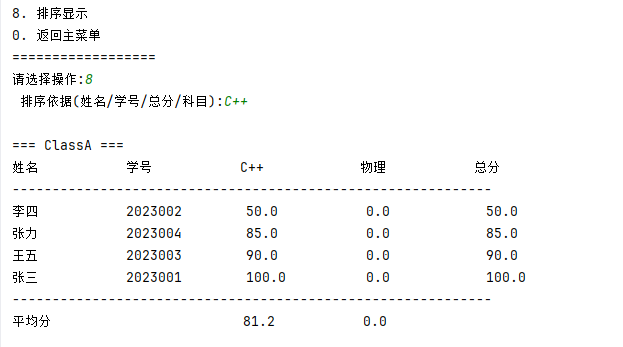 8. 排序显示
0. 返回主菜单
==================
请选择操作:8
排序依据(姓名/学号/总分/科目):C++
=== ClassA ===
姓名 学号 C++ 物理 总分
------------------------------------------------------------
李四 2023002 50.0 0.0 50.0
张力 2023004 85.0 0.0 85.0
王五 2023003 90.0 0.0 90.0
张三 2023001 100.0 0.0 100.0
------------------------------------------------------------
平均分 81.2 0.0